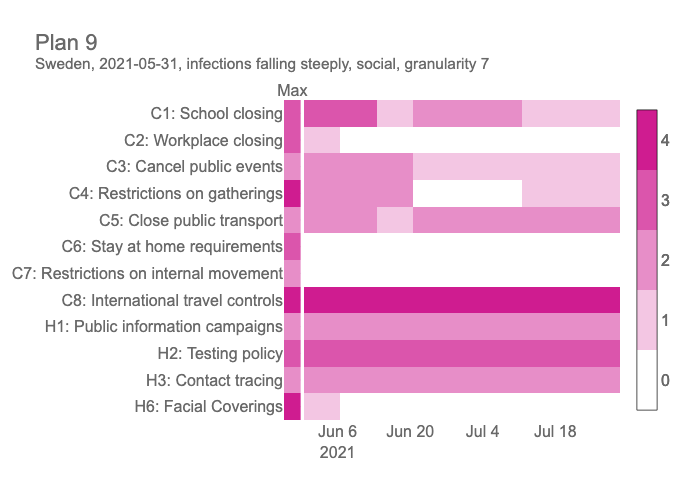 Plan 9
Sweden, 2021-05-31, infections falling steeply, social, granularity 7
Max
C1: School closing
C2: Workplace closing
C3: Cancel public events
C4: Restrictions on gatherings
C5: Close public transport
C6: Stay at home requirements
C7: Restrictions on internal movement
C8: International travel controls
H1: Public information campaigns
H2: Testing policy
H3: Contact tracing
H6: Facial Coverings
Jun 6
2021
Jun 20
Jul 4
Jul 18
4
3
2
1
0